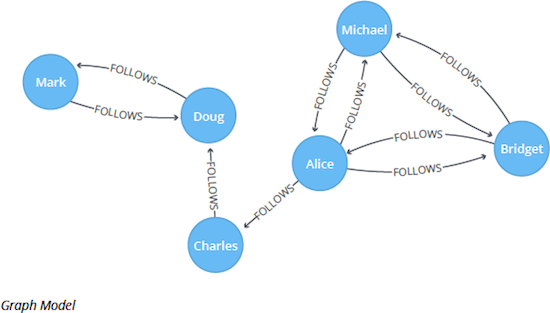 Michael
Mark
FOLLOWS
FOLLOWS
Doug
FOLLOWS
FOLLOWS
FOLLOWS
FOLLOWS
FOLLOWS
FOLLOWS
Alice
Bridget
FOLLOWS
FOLLOWS
Charles
Graph Model